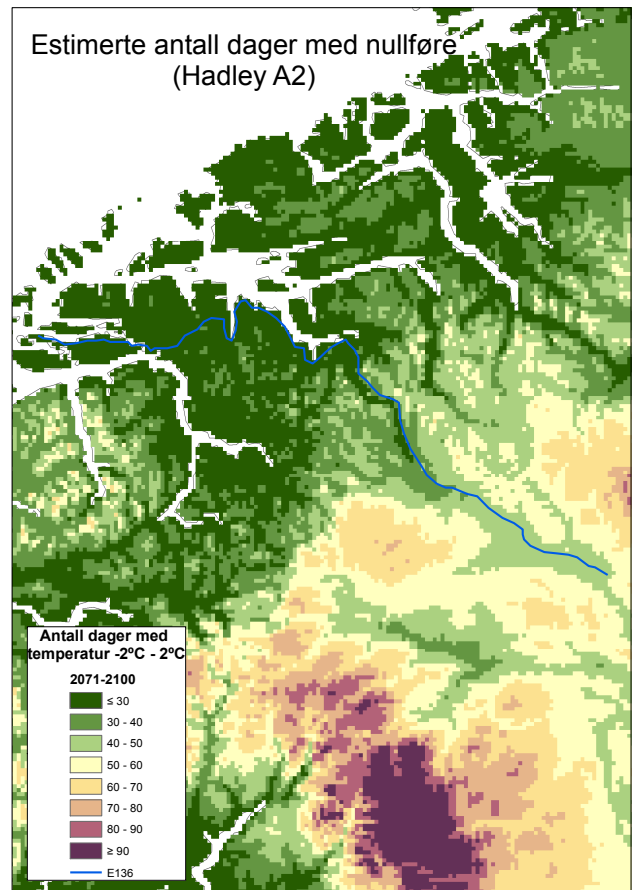 Estimerte antall dager med nullføre
(Hadley A2)
Antall dager med
temperatur -2ºC - 2ºC
2071-2100
≤ 30
30 - 40
40 - 50
50 - 60
60 - 70
70 - 80
80 - 90
≥ 90
E136